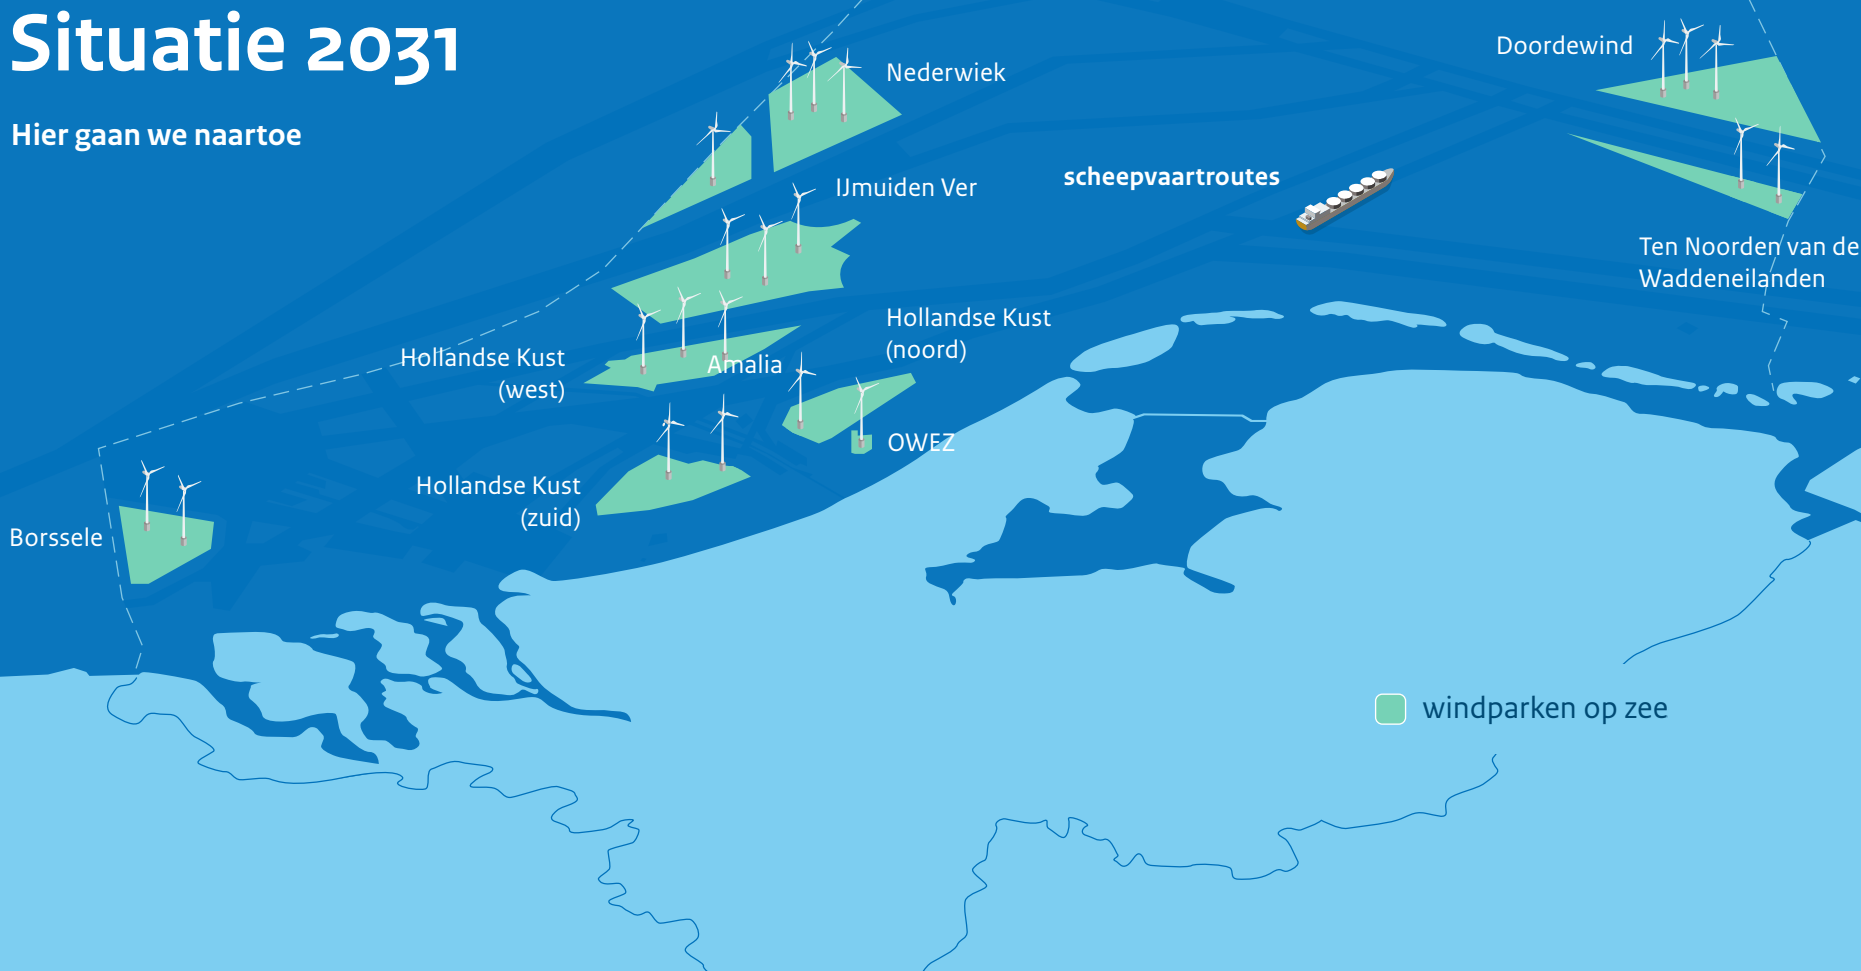 Situatie 2031
Hier gaan we naartoe
Nederwiek
Doordewind
IJmuiden Ver
scheepvaartroutes
Ten Noorden van de
Waddeneilanden
Hollandse Kust
(noord)
Hollandse Kust
(west)
Amalia
OWEZ
Hollandse Kust
(zuid)
Borssele
windparken op zee